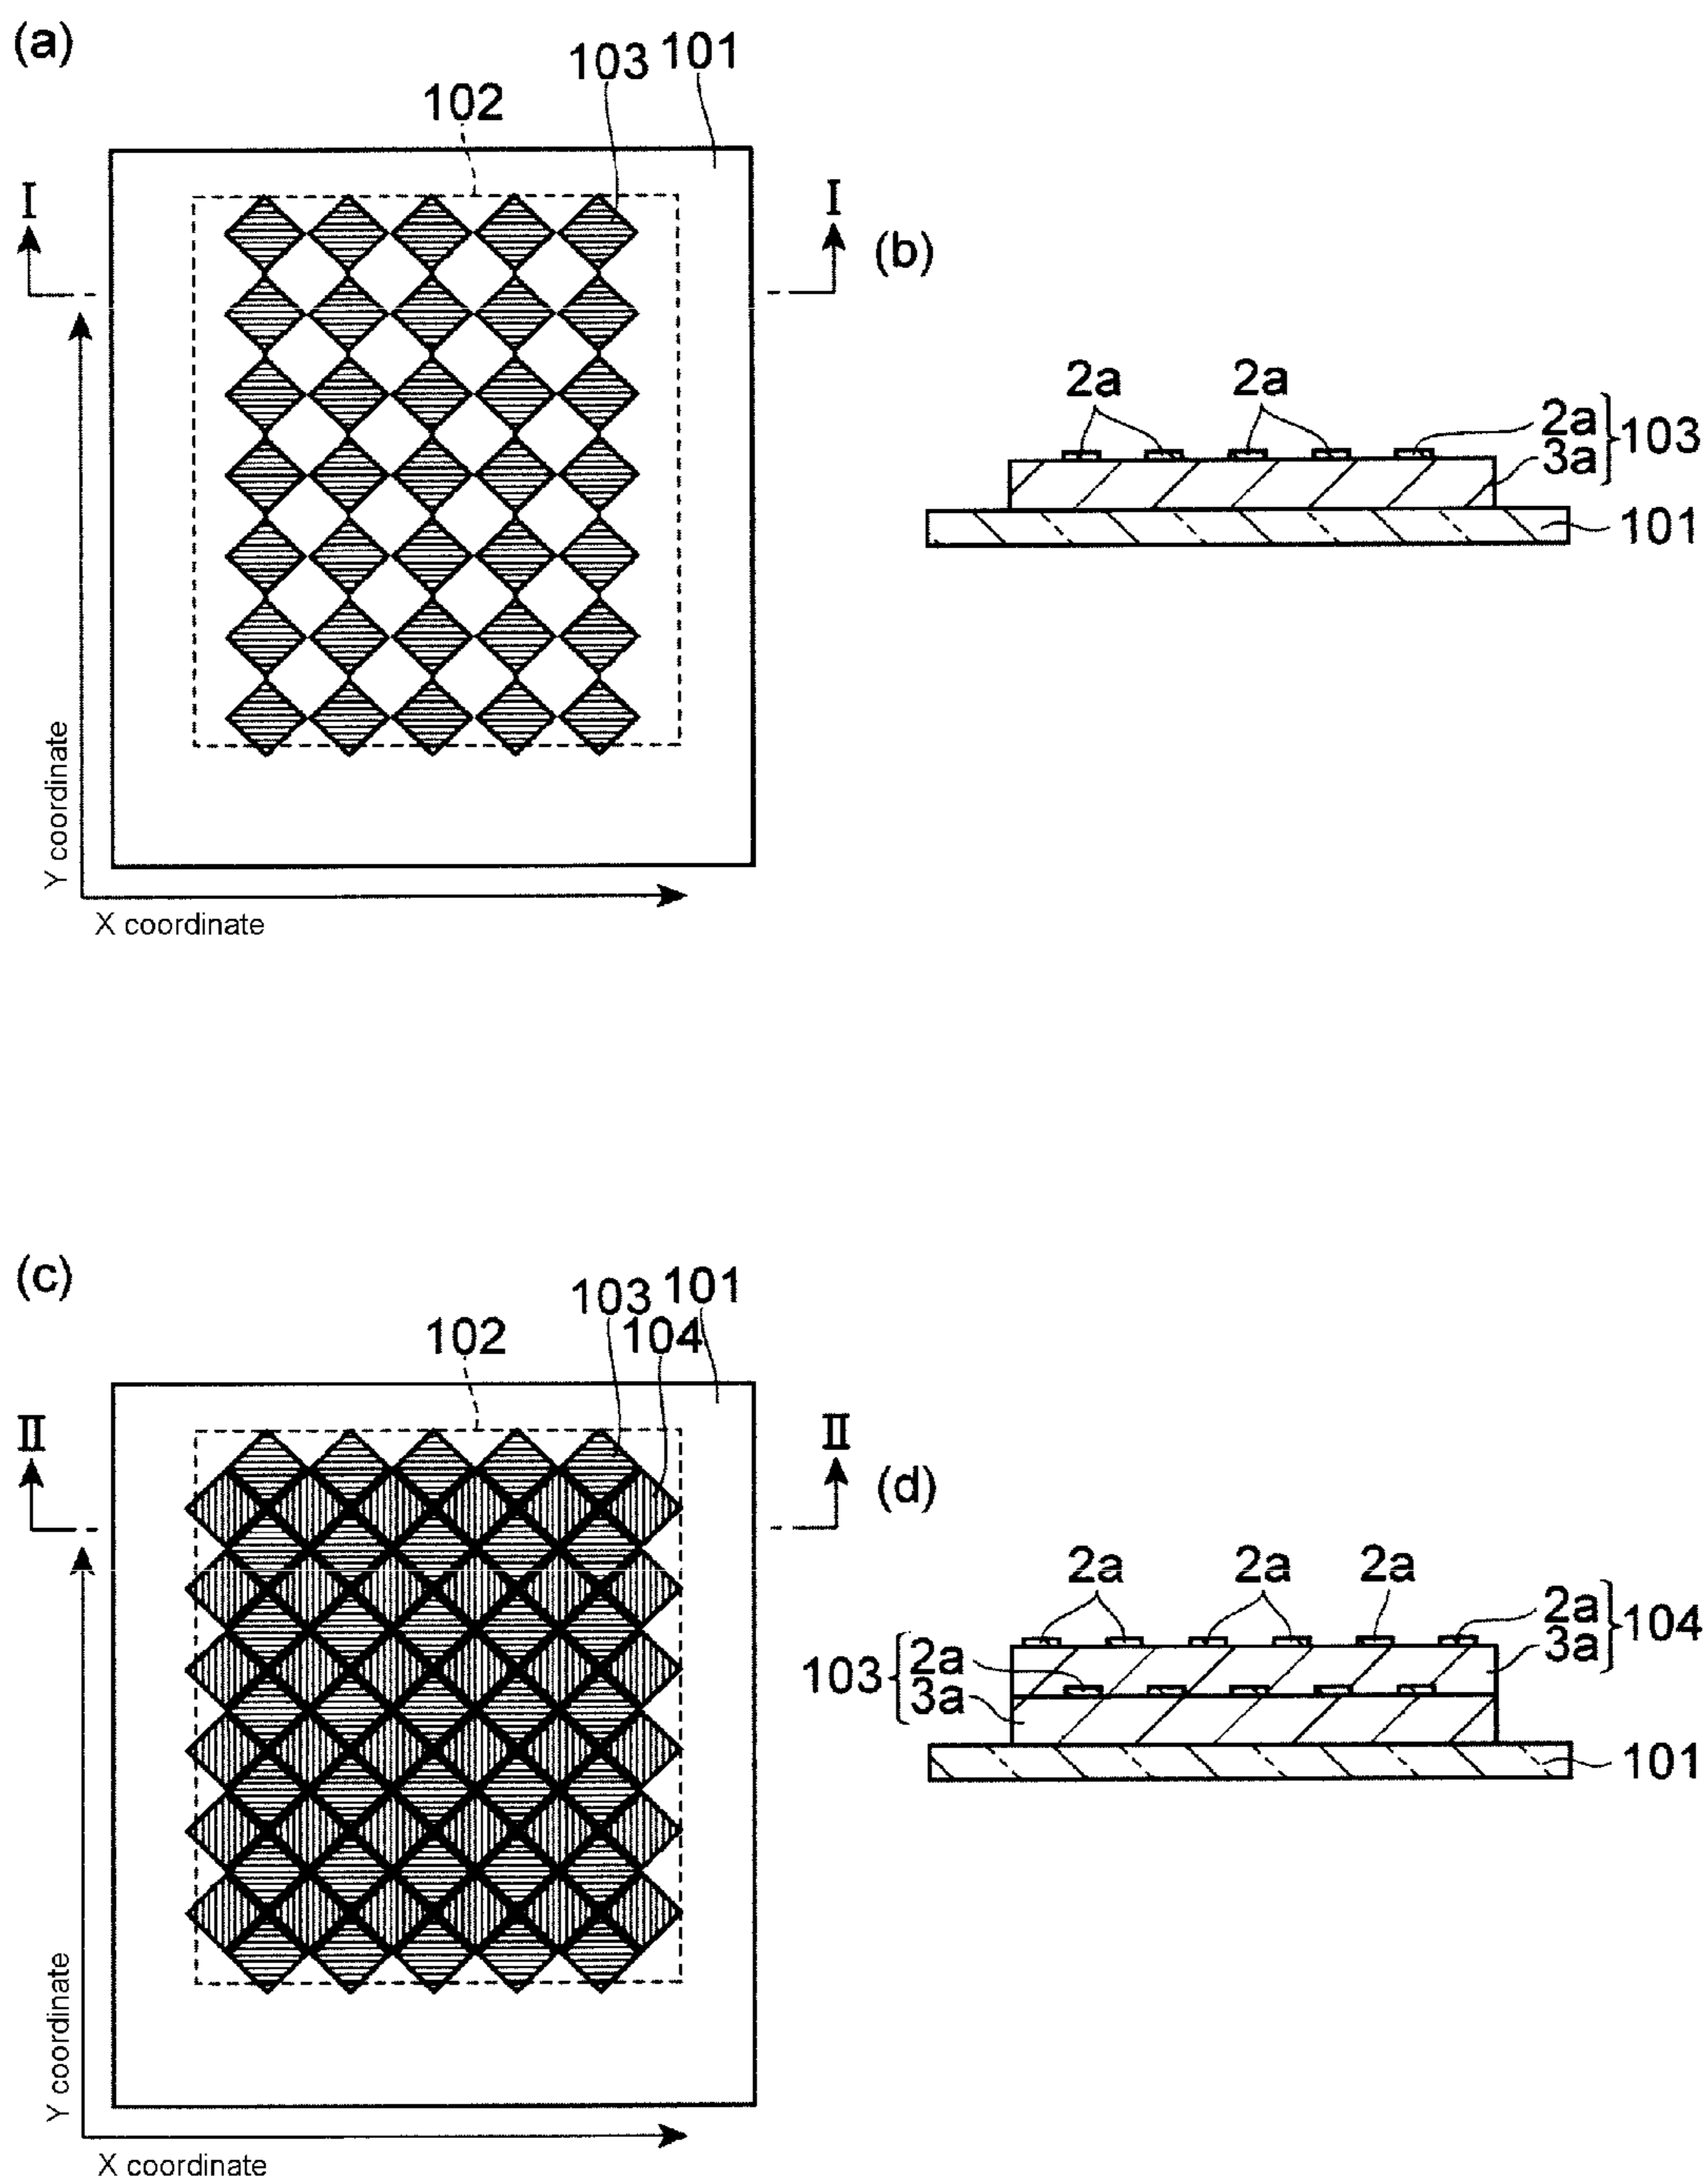 (a)
103 101
102
I
I
(b)
2a
2a
2a
3a
103
101
Y coordinate
X coordinate
(c)
103 101
104
102
II
II
(d)
2a
2a
2a
2a
3a
104
103
2a
3a
101
Y coordinate
X coordinate